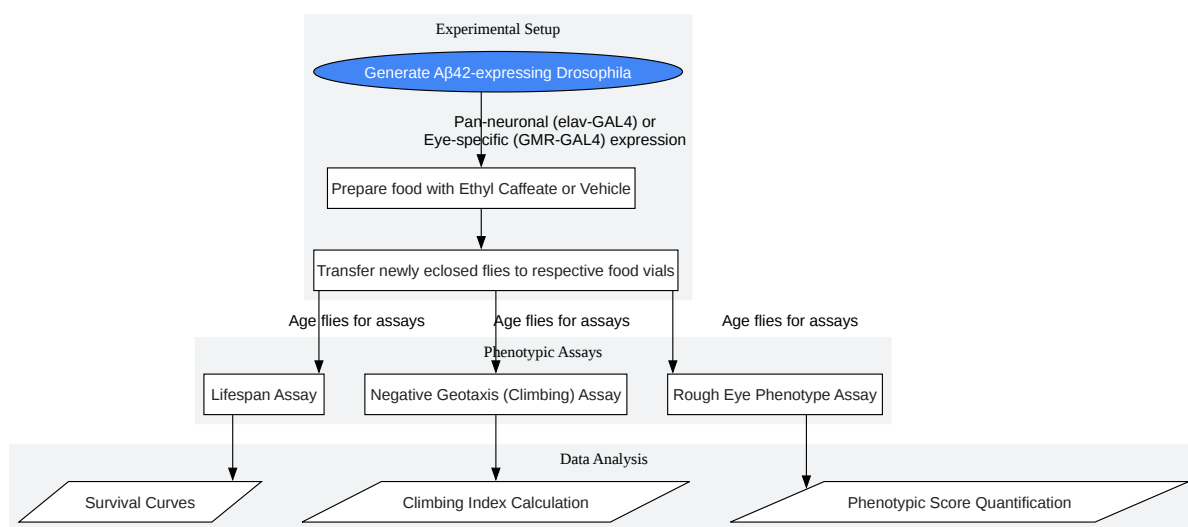 Experimental Setup
Generate Aβ42-expressing Drosophila
Pan-neuronal (elav-GAL4) or
Eye-specific (GMR-GAL4) expression
Prepare food with Ethyl Caffeate or Vehicle
Transfer newly eclosed flies to respective food vials
Age flies for assays
Age flies for assays
Age flies for assays
Phenotypic Assays
Lifespan Assay
Negative Geotaxis (Climbing) Assay
Rough Eye Phenotype Assay
Data Analysis
Survival Curves
Climbing Index Calculation
Phenotypic Score Quantification